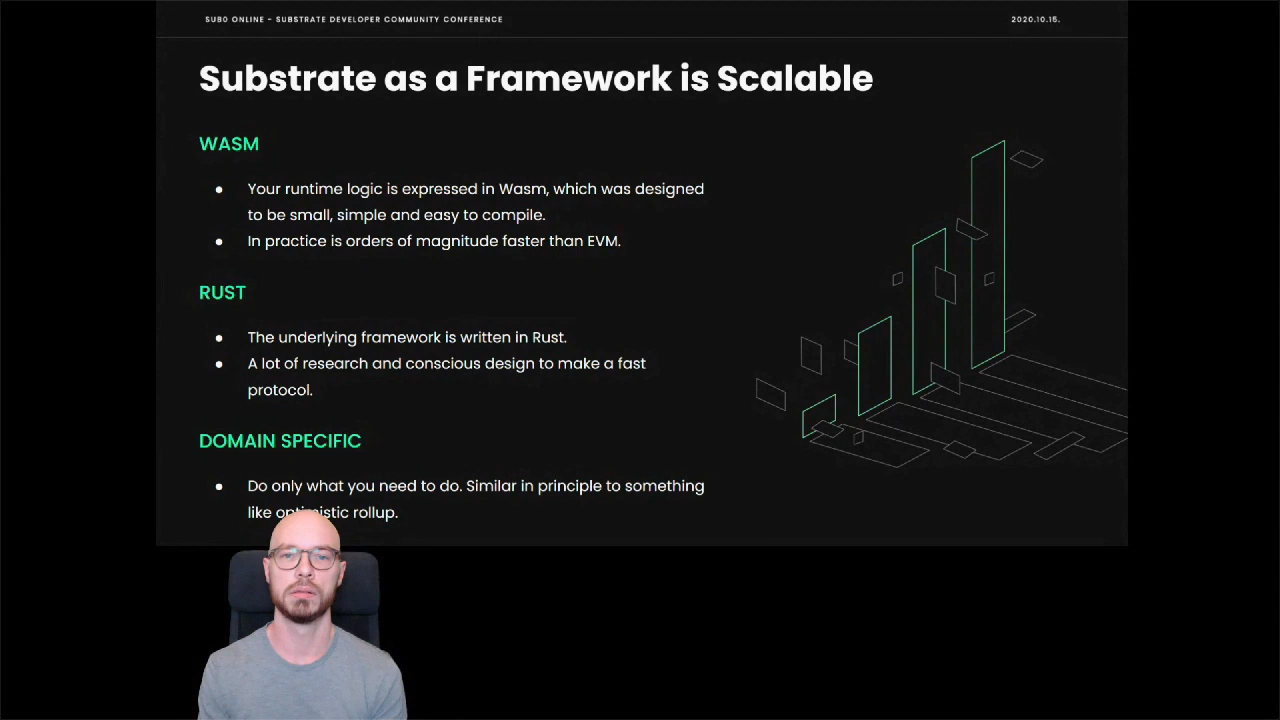 SUB0 ONLINE - SUBSTRATE DEVELOPER COMMUNITY CONFERENCE
2020.10.15.
Substrate as a Framework is Scalable
WASM
● Your runtime logic is expressed in Wasm, which was designed
to be small, simple and easy to compile.
● In practice is orders of magnitude faster than EVM.
RUST
● The underlying framework is written in Rust.
● A lot of research and conscious design to make a fast
protocol.
DOMAIN SPECIFIC
● Do only what you need to do. Similar in principle to something
like optimistic rollup.